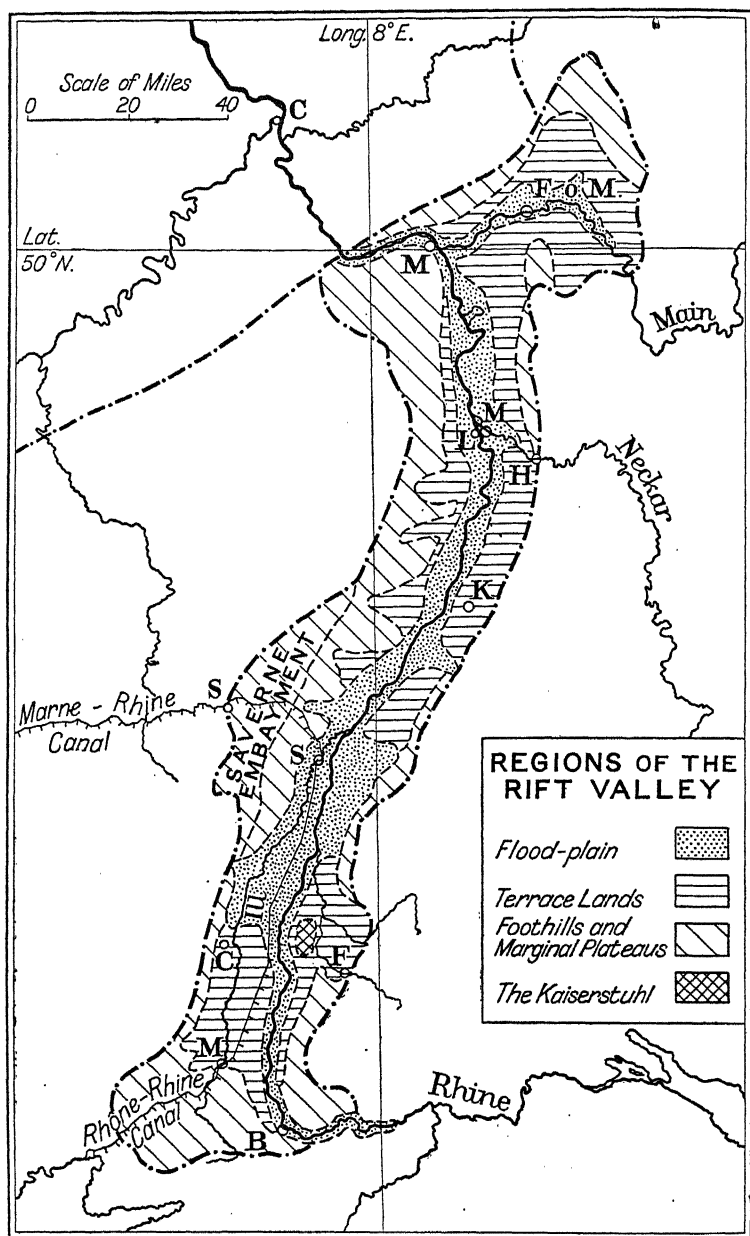 Long. 8°E.
Scale of Miles
0 20 40
C
F o M.
Lat.
50°N.
M
Main
M
L
H
Neckar
K
SAVERNE
EMBAYMENT
S
Marne - Rhine
Canal
S
REGIONS OF THE
RIFT VALLEY
Flood-plain
Terrace Lands
Foothills and
Marginal Plateaus
The Kaiserstuhl
Ill
C
F
M
Rhône-Rhine
Canal
Rhine
B